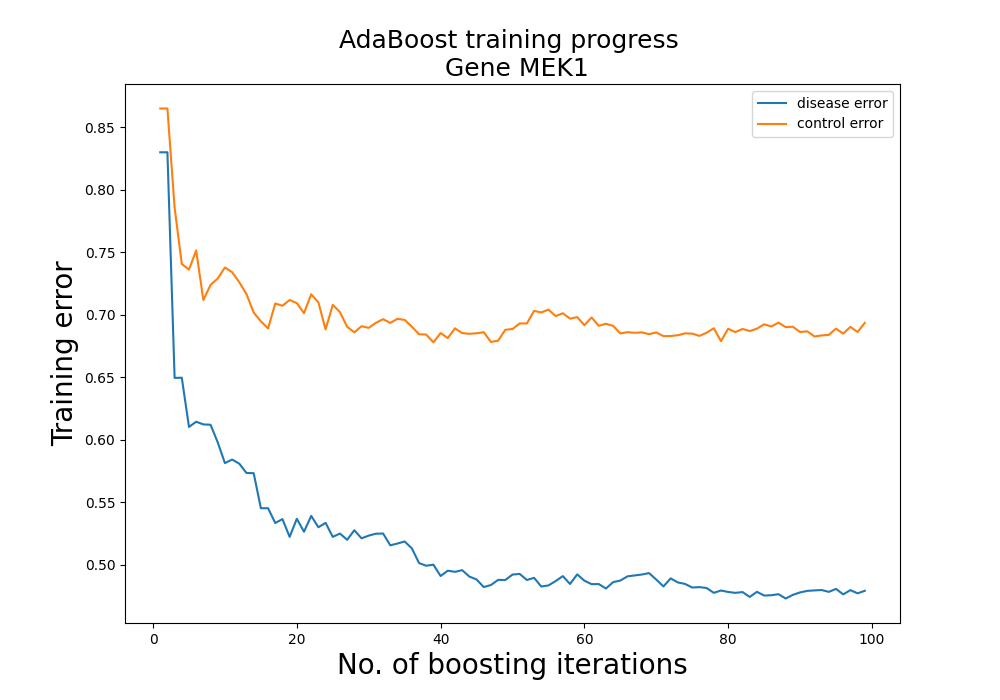 AdaBoost training progress
Gene MEK1
disease error
control error
Training error
0.85
0.80
0.75
0.70
0.65
0.60
0.55
0.50
0 20 40 60 80 100
No. of boosting iterations